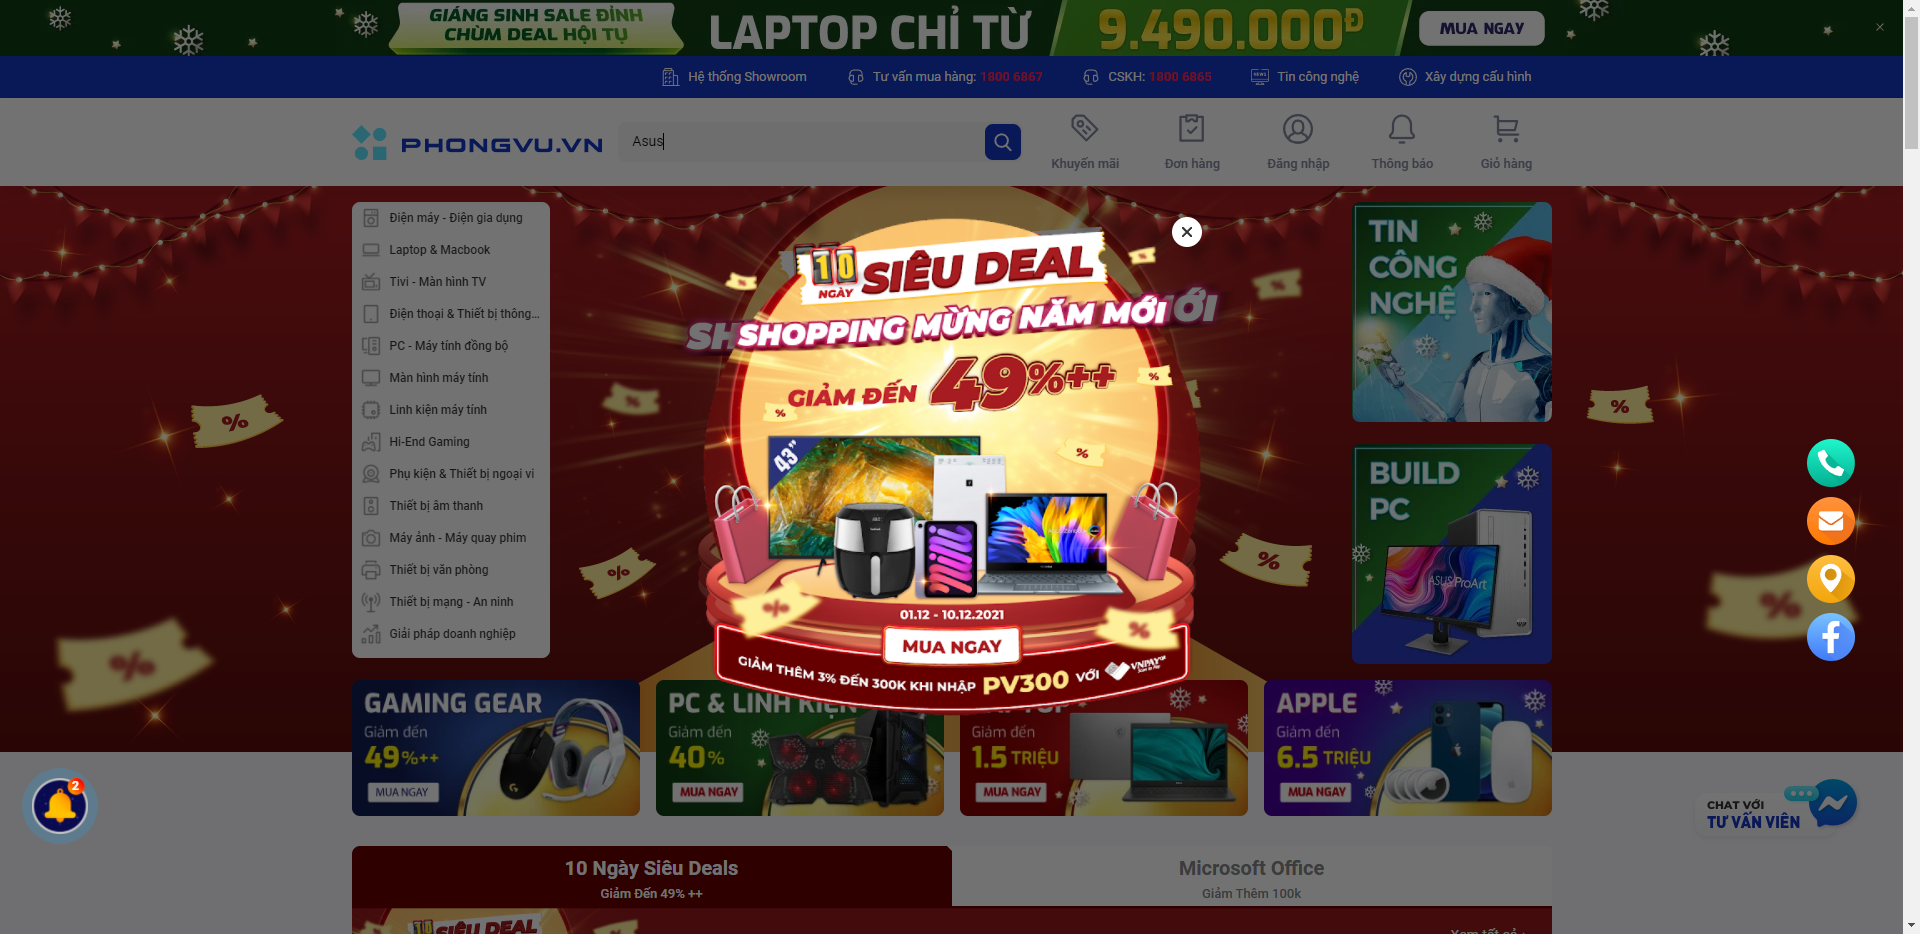 GIÁNG SINH SALE ĐỈNH
CHÙM DEAL HỘI TỤ
LAPTOP CHỈ TỪ
9.490.000Đ
MUA NGAY
Hệ thống Showroom
Tư vấn mua hàng: 1800 6867
CSKH: 1800 6865
Tin công nghệ
Xây dựng cấu hình
PHONGVU.VN
Asus
Khuyến mãi
Đơn hàng
Đăng nhập
Thông báo
Giỏ hàng
Điện máy - Điện gia dụng
Laptop & Macbook
Tivi - Màn hình TV
Điện thoại & Thiết bị thông...
PC - Máy tính đồng bộ
Màn hình máy tính
Linh kiện máy tính
Hi-End Gaming
Phụ kiện & Thiết bị ngoại vi
Thiết bị âm thanh
Máy ảnh - Máy quay phim
Thiết bị văn phòng
Thiết bị mạng - An ninh
Giải pháp doanh nghiệp
10 NGÀY SIÊU DEAL
SHOPPING MỪNG NĂM MỚI
GIẢM ĐẾN 49%++
43"
01.12 - 10.12.2021
MUA NGAY
GIẢM THÊM 3% ĐẾN 300K KHI NHẬP PV300 VỚI VNPAY
TIN
CÔNG
NGHỆ
BUILD
PC
ASUS ProArt
GAMING GEAR
Giảm đến
49%++
MUA NGAY
PC & LINH KIỆN
Giảm đến
40%
MUA NGAY
LAPTOP
Giảm đến
1.5 TRIỆU
MUA NGAY
APPLE
Giảm đến
6.5 TRIỆU
MUA NGAY
2
CHAT VỚI
TƯ VẤN VIÊN
10 Ngày Siêu Deals
Giảm Đến 49% ++
Microsoft Office
Giảm Thêm 100k
10 SIÊU DEAL
Xem tất cả